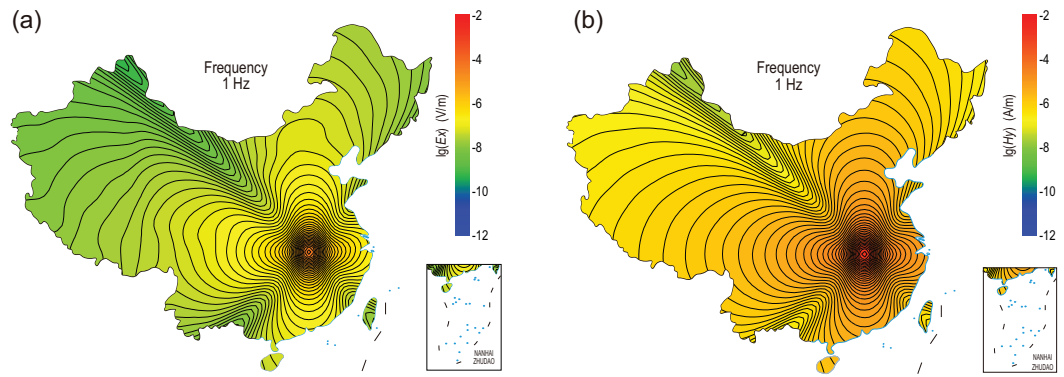 (a)
Frequency
1 Hz
lg(Ex) (V/m)
-2
-4
-6
-8
-10
-12
NANHAI
ZHUDAO
(b)
Frequency
1 Hz
lg(Hy) (A/m)
-2
-4
-6
-8
-10
-12
NANHAI
ZHUDAO